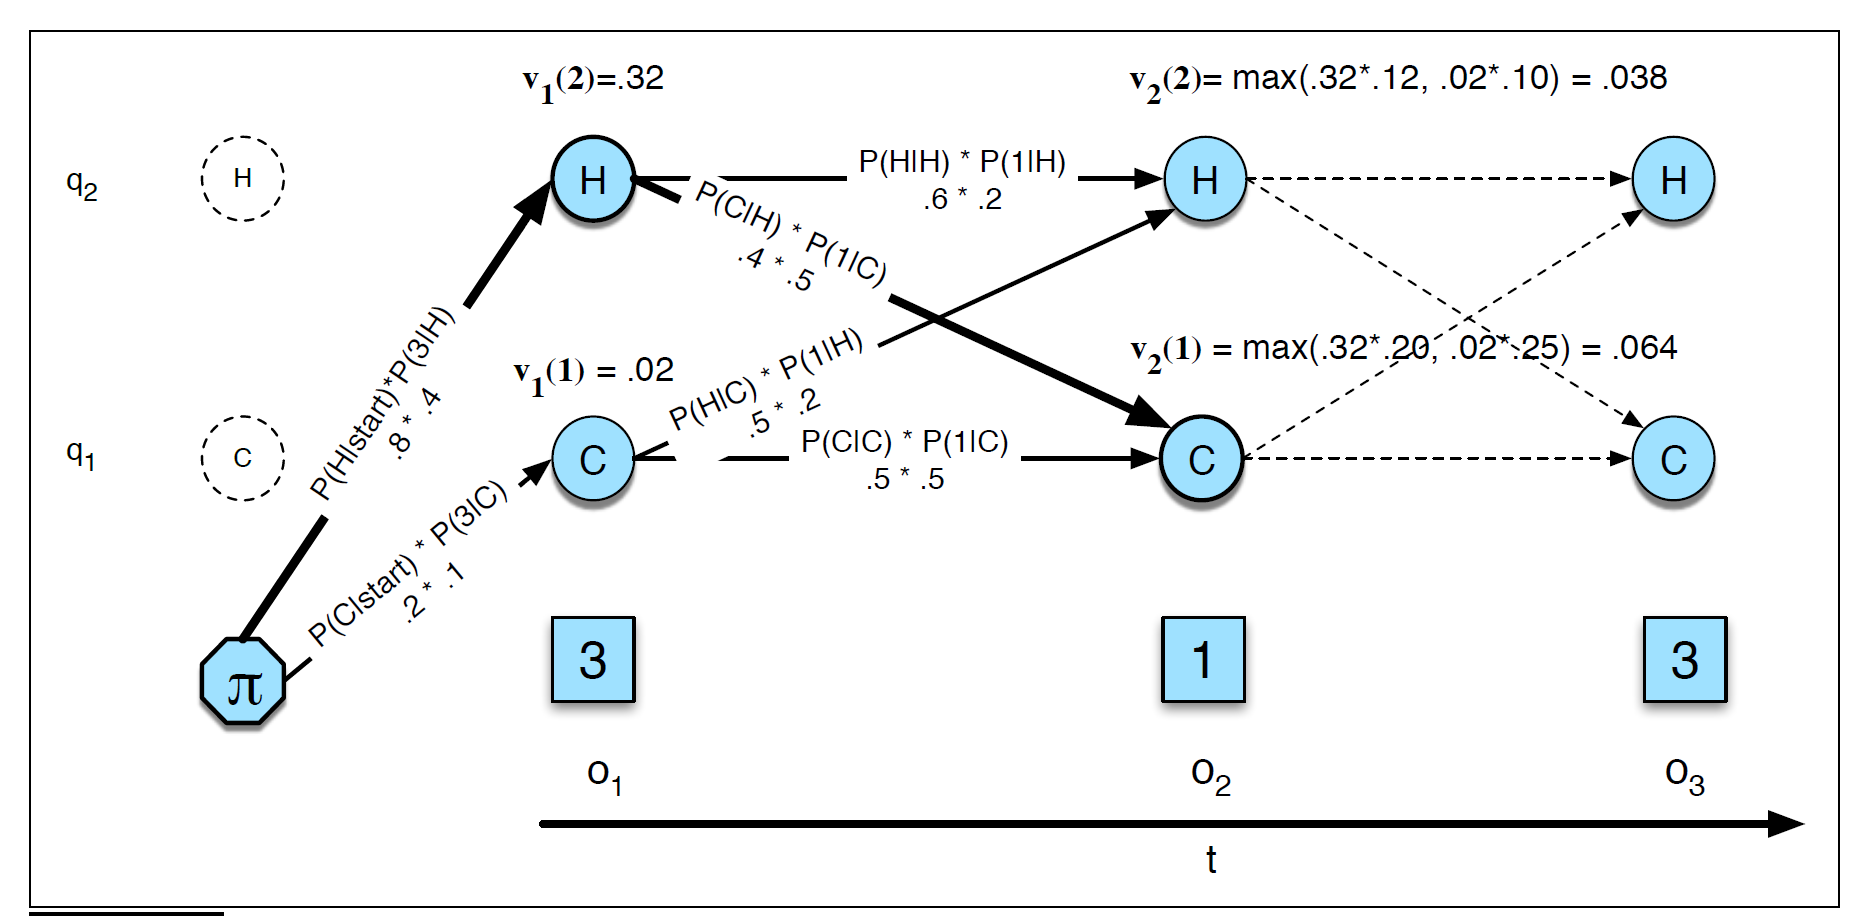 v1(2)=.32
v2(2)= max(.32*.12, .02*.10) = .038
q2
H
H
P(H|H) * P(1|H)
.6 * .2
H
H
P(C|H) * P(1|C)
.4 * .5
P(H|start)*P(3|H)
.8 * .4
v1(1) = .02
P(H|C) * P(1|H)
.5 * .2
v2(1) = max(.32*.20, .02*.25) = .064
q1
C
C
P(C|C) * P(1|C)
.5 * .5
C
C
P(C|start) * P(3|C)
.2 * .1
π
3
1
3
o1
o2
o3
t